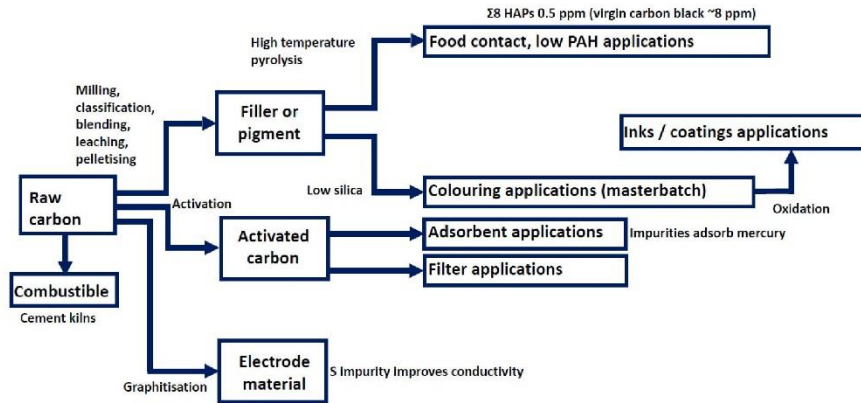 Σ8 HAPs 0.5 ppm (virgin carbon black ~8 ppm)
High temperature
pyrolysis
Food contact, low PAH applications
Milling,
classification,
blending,
leaching,
pelletising
Filler or
pigment
Inks / coatings applications
Low silica
Colouring applications (masterbatch)
Oxidation
Raw
carbon
Activation
Activated
carbon
Adsorbent applications
Impurities adsorb mercury
Filter applications
Combustible
Cement kilns
Graphitisation
Electrode
material
S Impurity Improves conductivity